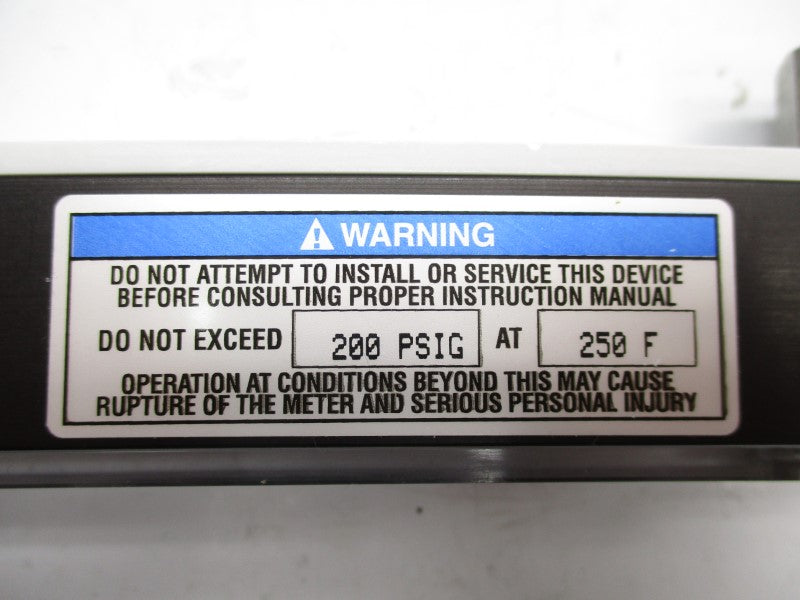 WARNING
DO NOT ATTEMPT TO INSTALL OR SERVICE THIS DEVICE
BEFORE CONSULTING PROPER INSTRUCTION MANUAL
DO NOT EXCEED 200 PSIG AT 250 F
OPERATION AT CONDITIONS BEYOND THIS MAY CAUSE
RUPTURE OF THE METER AND SERIOUS PERSONAL INJURY